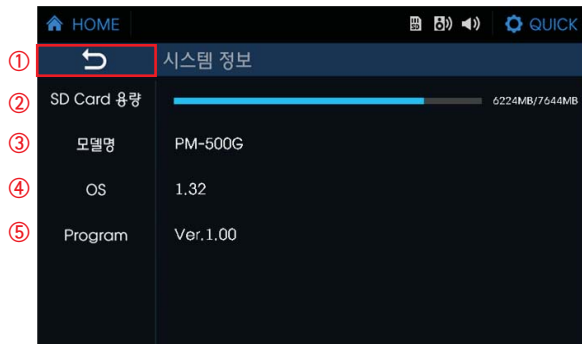 HOME QUICK
① 시스템 정보
② SD Card 용량 6224MB/7644MB
③ 모델명 PM-500G
④ OS 1.32
⑤ Program Ver.1.00